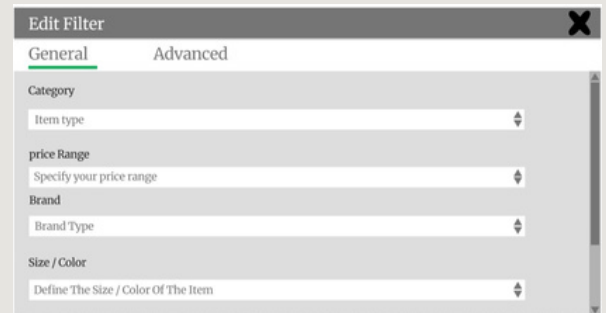 Edit Filter
General Advanced
Category
Item type
price Range
Specify your price range
Brand
Brand Type
Size / Color
Define The Size / Color Of The Item